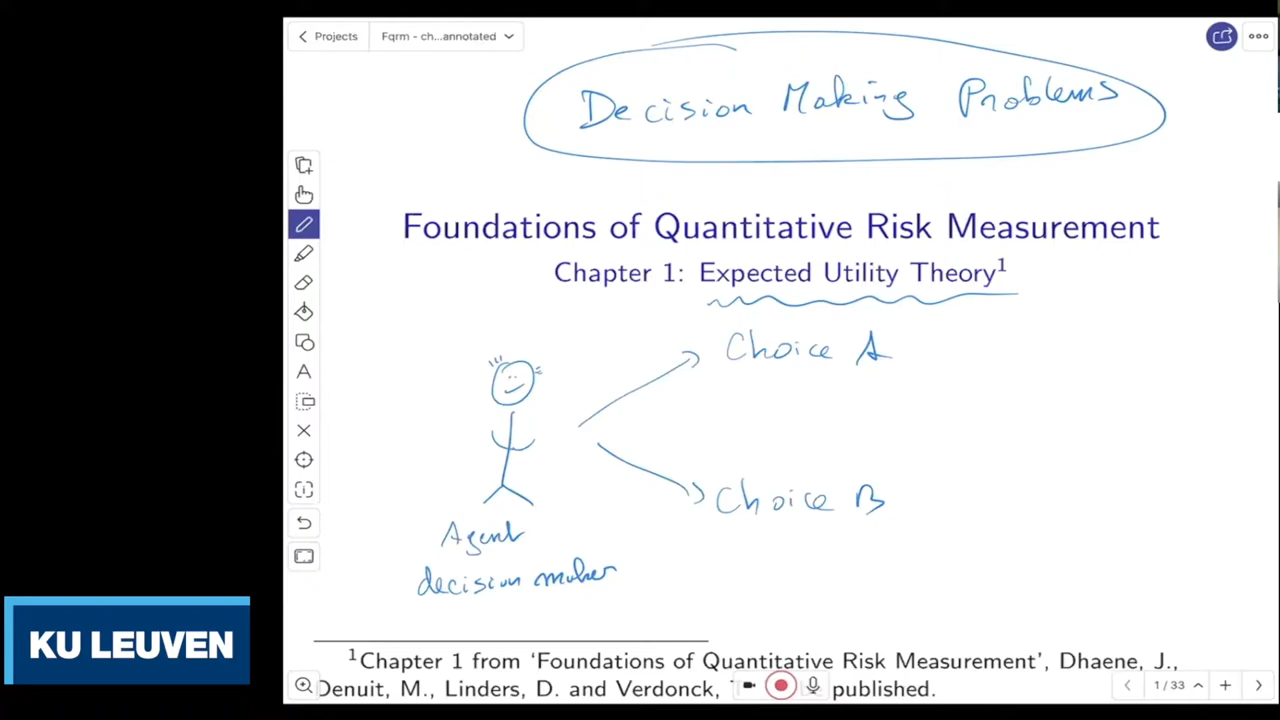 Projects
Fqrm - ch...annotated
Decision Making Problems
Foundations of Quantitative Risk Measurement
Chapter 1: Expected Utility Theory1
Choice A
Choice B
Agent
decision maker
KU LEUVEN
1Chapter 1 from ‘Foundations of Quantitative Risk Measurement’, Dhaene, J.,
Denuit, M., Linders, D. and Verdonck, published.
1/33